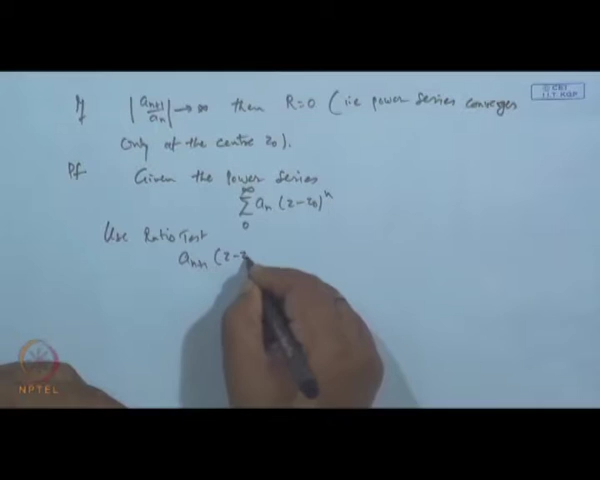 If |aₙ₊₁/aₙ| → ∞ then R=0 (i.e. power series converges
only at the centre z₀).
Pf Given the power series
∞
Σ aₙ (z-z₀)ⁿ
0
Use Ratio Test
aₙ₊₁ (z-z
© CET
I.I.T. KGP
NPTEL